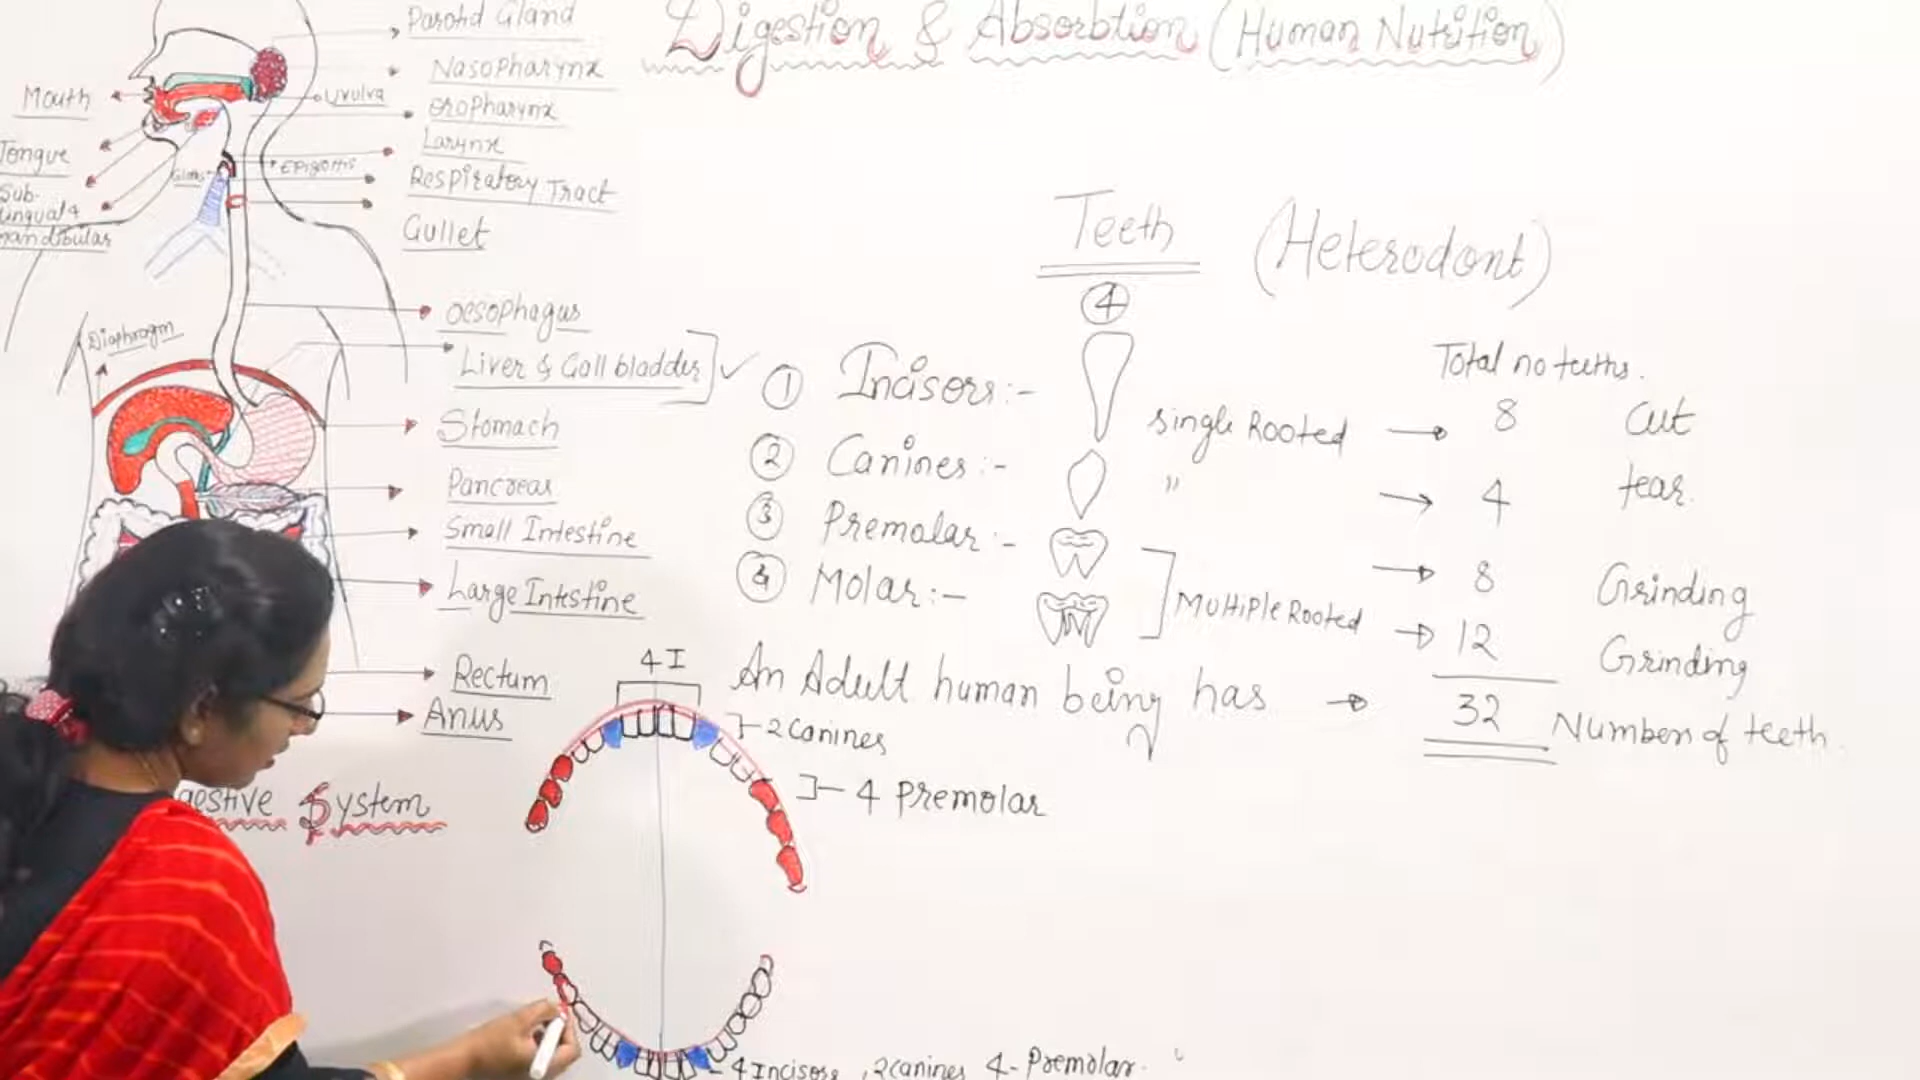 Digestion & Absorbtion (Human Nutrition)
Parotid Gland
Nasopharynx
Mouth
Uvulva
oropharynx
Larynx
Tongue
Epiglottis
Glottis
Respiratory Tract
Sub-
lingual &
mandibular
Gullet
Teeth (Heterodont)
4
oesophagus
Diaphragm
Liver & Gall bladder
Stomach
Pancreas
Small Intestine
Large Intestine
Rectum
Anus
gestive System
Total no teeths.
1 Incisors:- single Rooted → 8 cut
2 Canines:- " → 4 tear.
3 Premolar:- → 8 Grinding
4 Molar:- Multiple Rooted → 12 Grinding
An Adult human being has → 32 Number of teeth.
4 I
2 canines
4 Premolar
4 Incisors, 2 canines 4- Premolar.